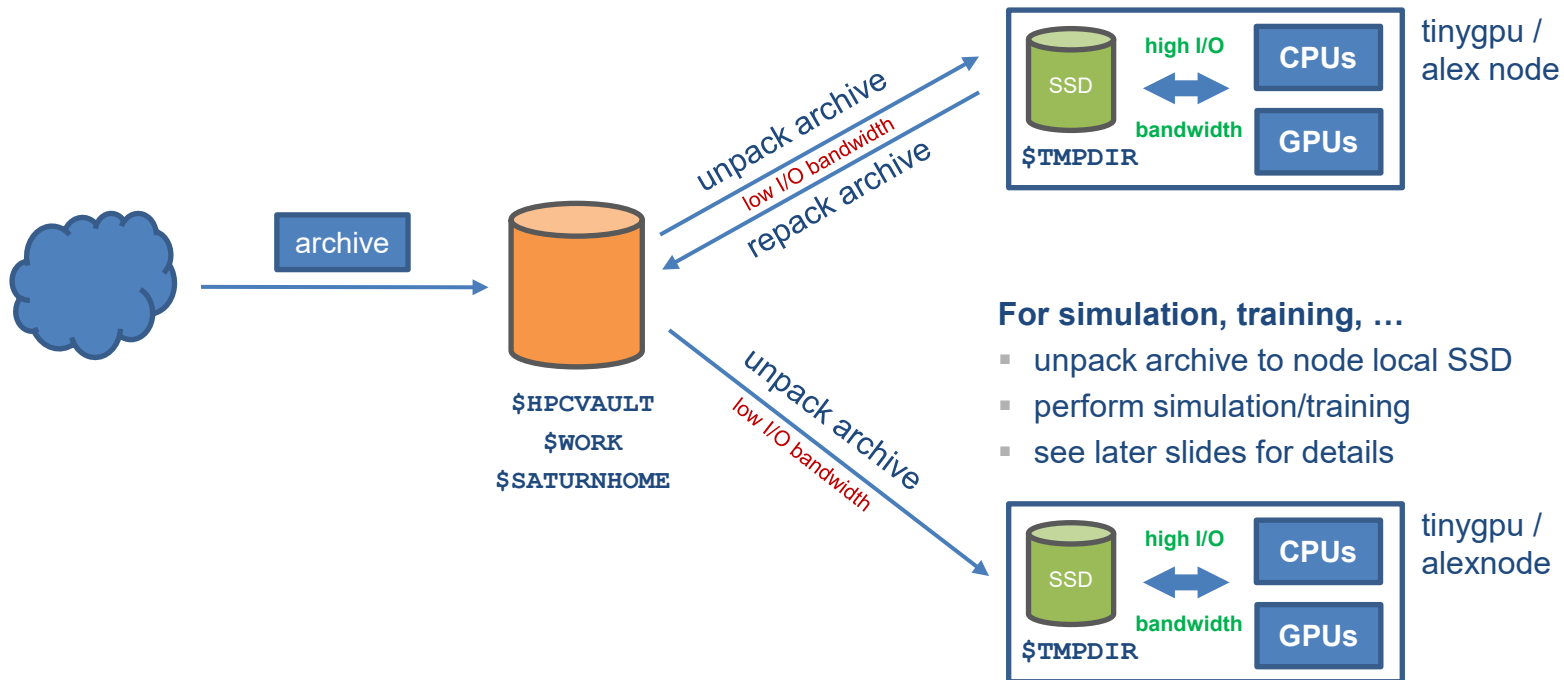 archive
$HPCVAULT
$WORK
$SATURNHOME
unpack archive
low I/O bandwidth
repack archive
unpack archive
low I/O bandwidth
SSD
$TMPDIR
high I/O
bandwidth
CPUs
GPUs
tinygpu /
alex node
For simulation, training, …
▪ unpack archive to node local SSD
▪ perform simulation/training
▪ see later slides for details
SSD
$TMPDIR
high I/O
bandwidth
CPUs
GPUs
tinygpu /
alexnode